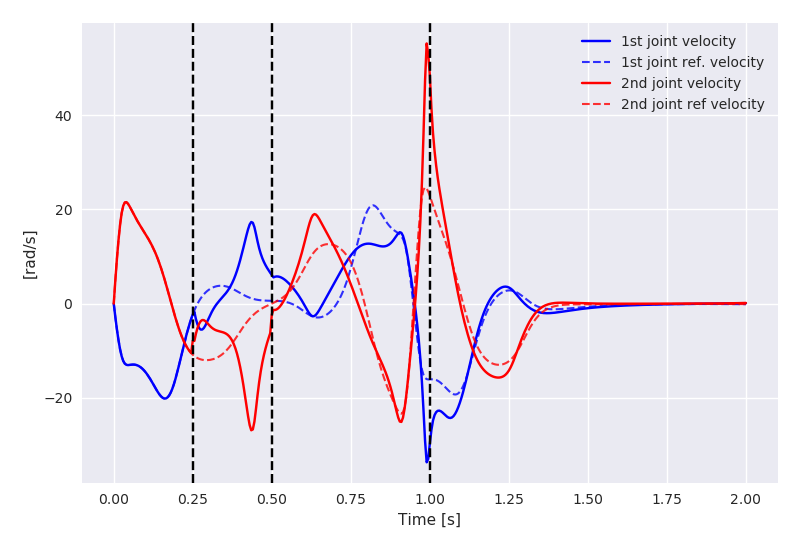 1st joint velocity
1st joint ref. velocity
2nd joint velocity
2nd joint ref velocity
[rad/s]
40
20
0
−20
0.00 0.25 0.50 0.75 1.00 1.25 1.50 1.75 2.00
Time [s]